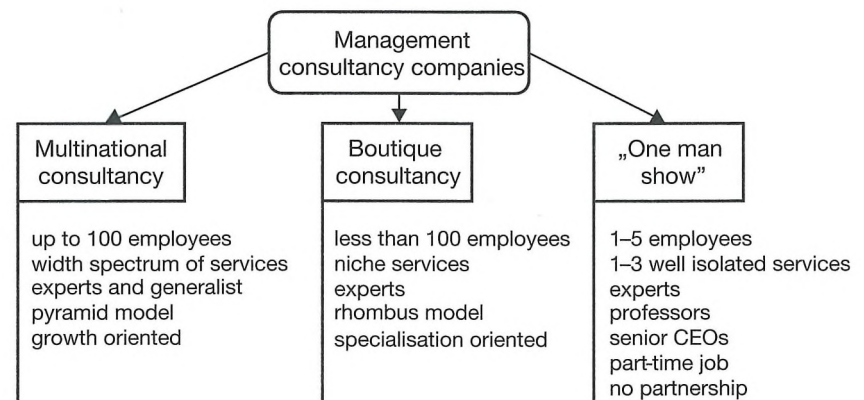 Management
consultancy companies
Multinational
consultancy
up to 100 employees
width spectrum of services
experts and generalist
pyramid model
growth oriented
Boutique
consultancy
less than 100 employees
niche services
experts
rhombus model
specialisation oriented
„One man
show”
1–5 employees
1–3 well isolated services
experts
professors
senior CEOs
part-time job
no partnership